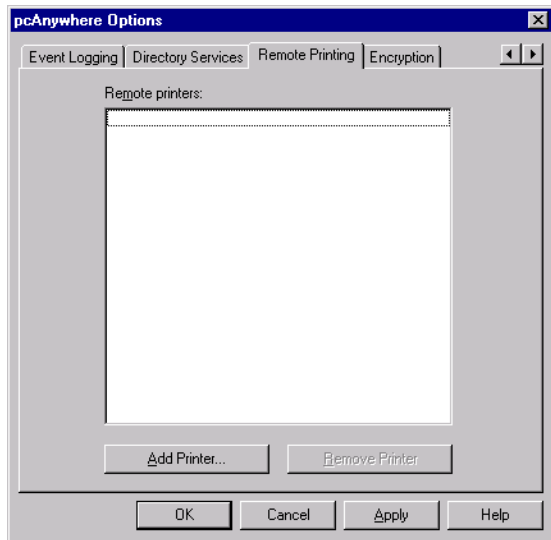 pcAnywhere Options
Event Logging Directory Services Remote Printing Encryption
Remote printers:
Add Printer... Remove Printer
OK Cancel Apply Help